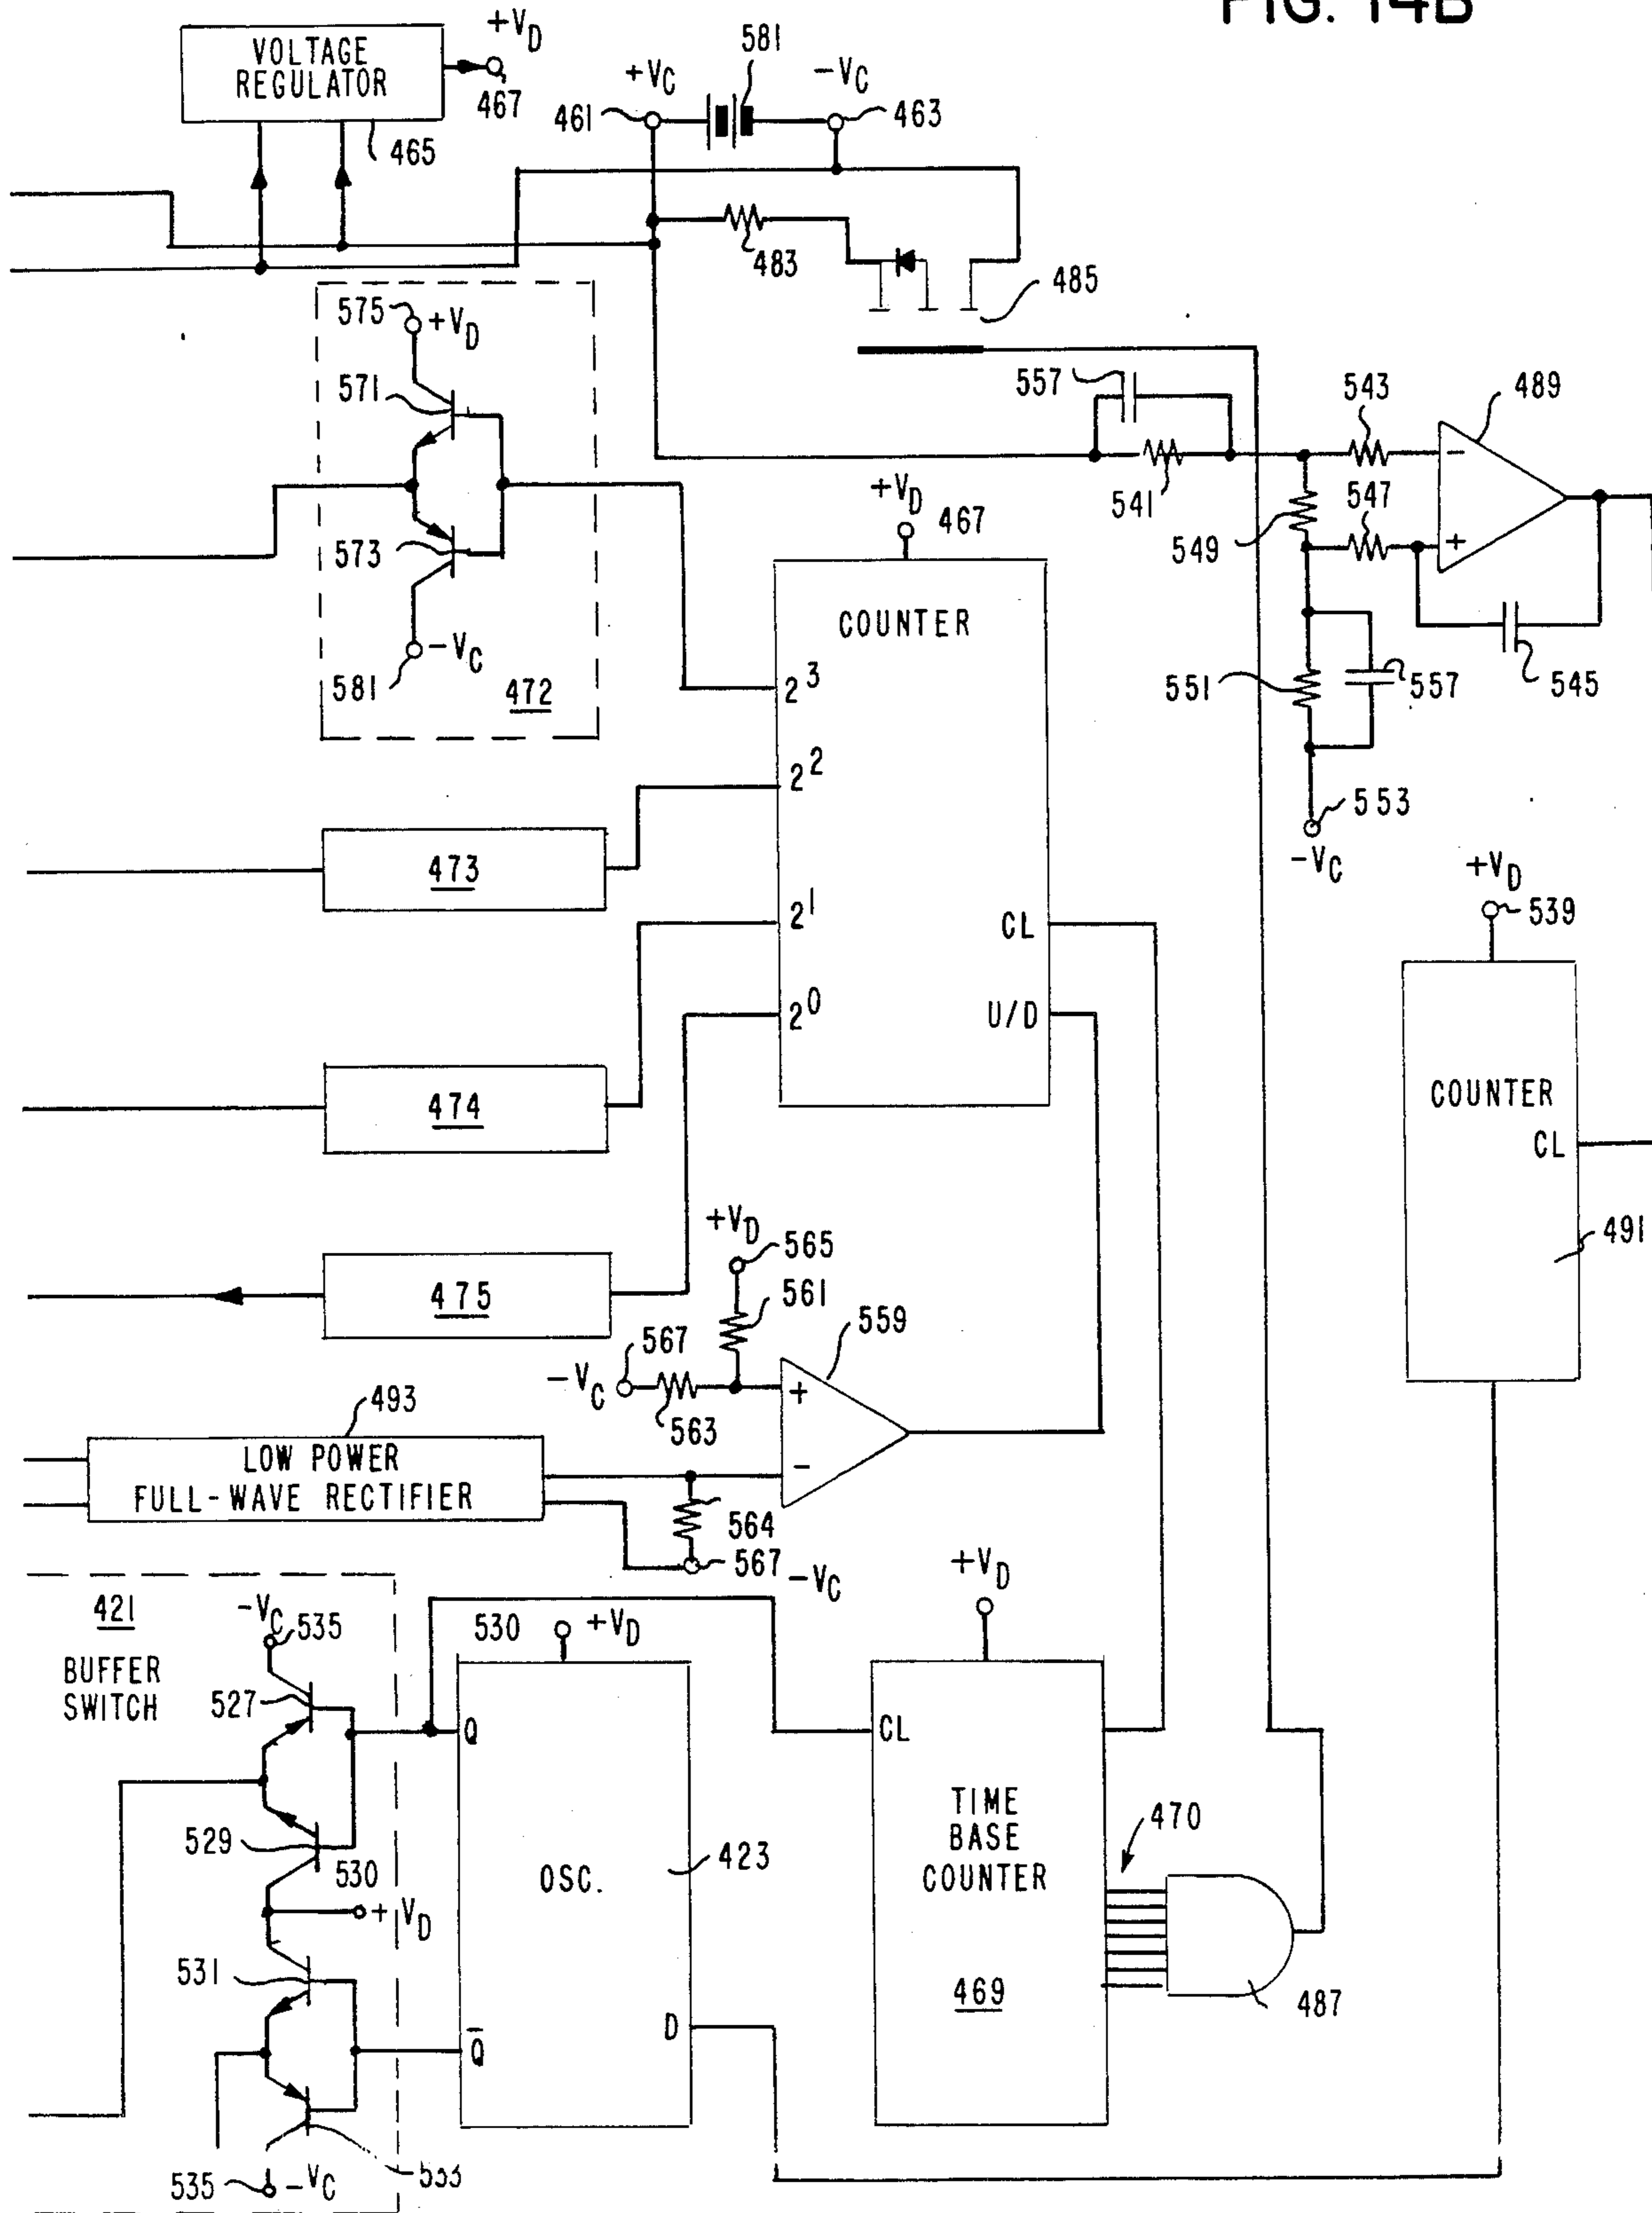 FIG. 14B
+VD
VOLTAGE
REGULATOR
467
465
581
+VC
-VC
461
463
483
485
575
+VD
571
573
-VC
581
472
557
541
543
489
547
549
551
557
545
553
-VC
+VD
467
COUNTER
2³
2²
2¹
2⁰
CL
U/D
473
474
475
+VD
539
COUNTER
CL
491
+VD
565
561
559
567
-VC
563
493
LOW POWER
FULL-WAVE RECTIFIER
564
567
-VC
421
BUFFER
SWITCH
-VC
535
527
529
530
+VD
531
533
535
-VC
530
+VD
Q
OSC.
423
D
Q̅
+VD
CL
TIME
BASE
COUNTER
469
470
487